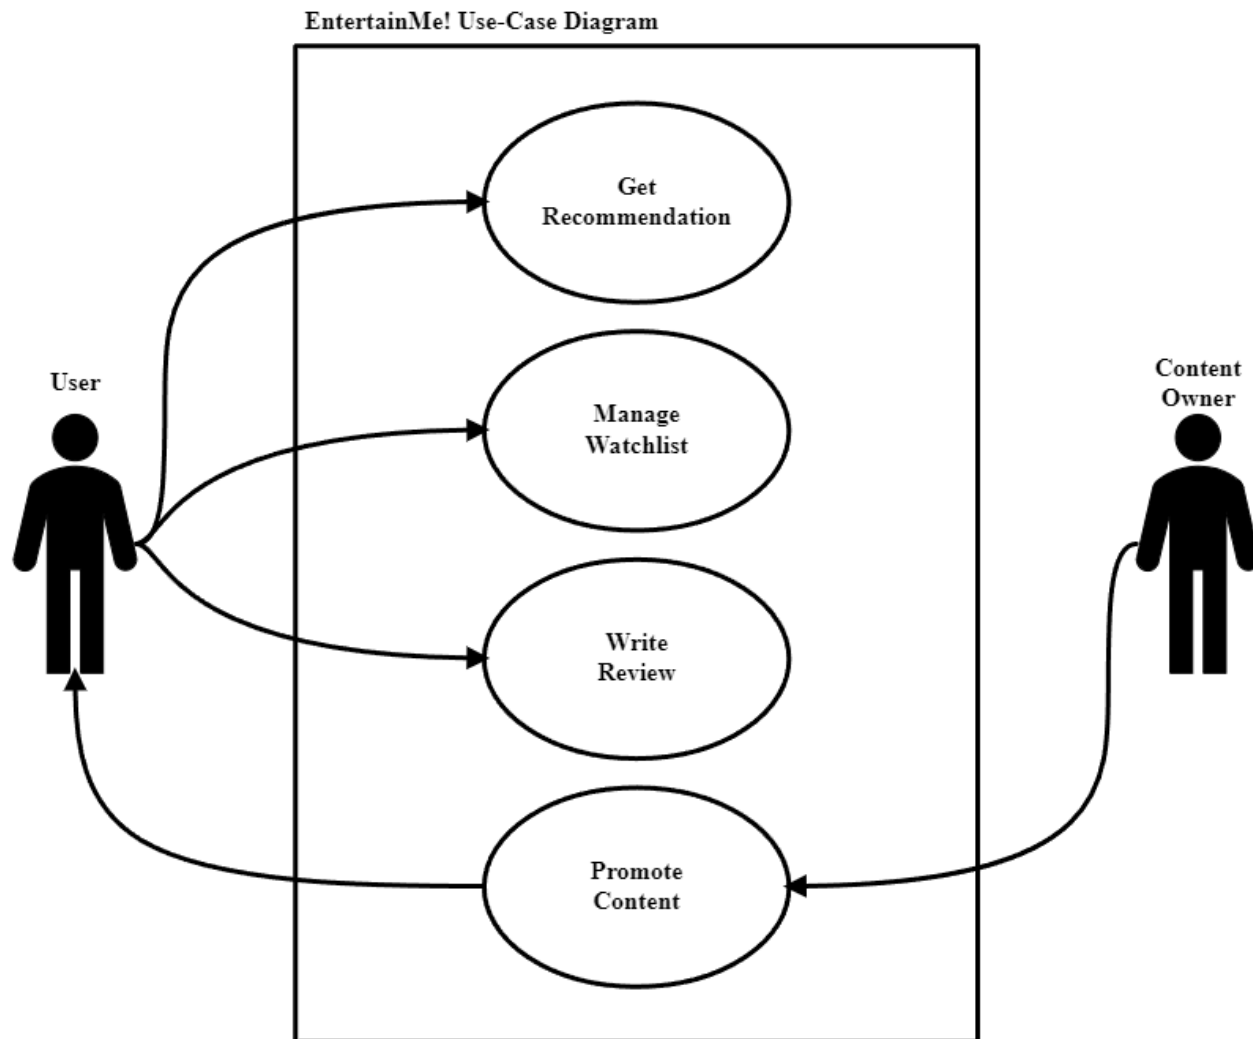 EntertainMe! Use-Case Diagram
Get
Recommendation
User
Manage
Watchlist
Content
Owner
Write
Review
Promote
Content